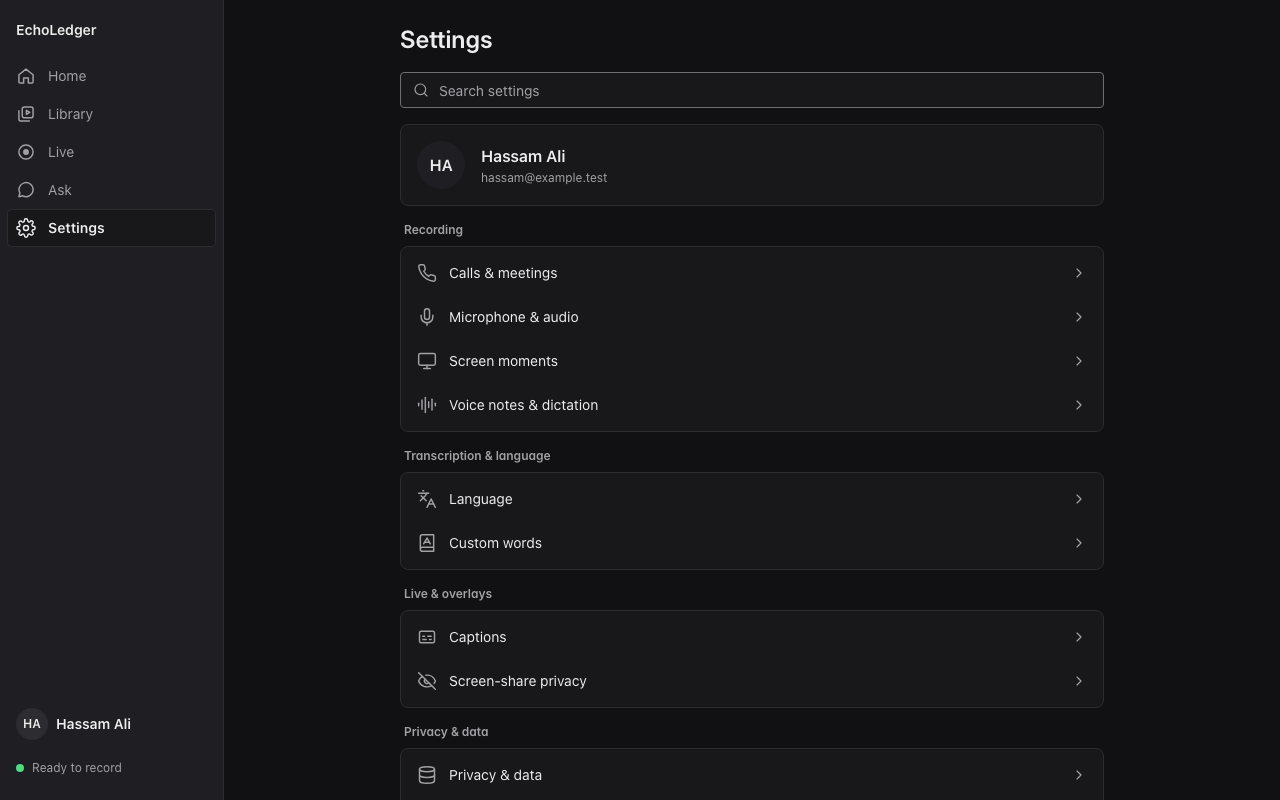 EchoLedger
Home
Library
Live
Ask
Settings
HA Hassam Ali
Ready to record
Settings
Search settings
HA
Hassam Ali
hassam@example.test
Recording
Calls & meetings
Microphone & audio
Screen moments
Voice notes & dictation
Transcription & language
Language
Custom words
Live & overlays
Captions
Screen-share privacy
Privacy & data
Privacy & data